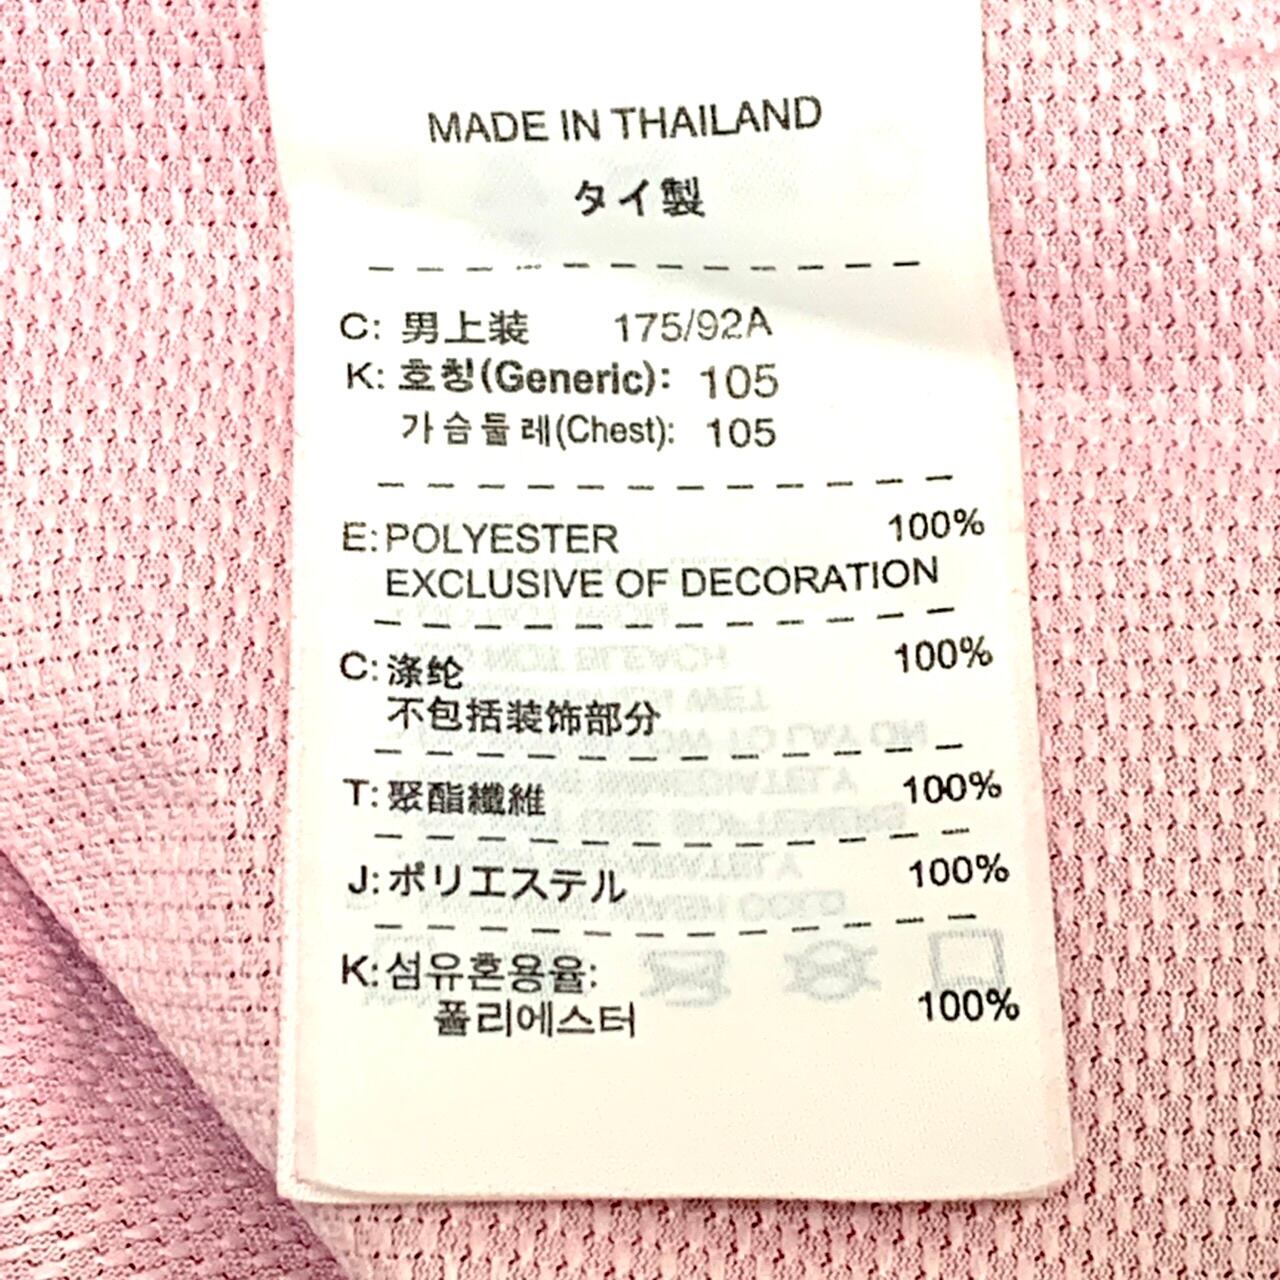 MADE IN THAILAND
タイ製
C: 男上装 175/92A
K: 호칭(Generic): 105
가슴둘레(Chest): 105
E: POLYESTER 100%
EXCLUSIVE OF DECORATION
C: 涤纶 100%
不包括装饰部分
T: 聚酯纖維 100%
J: ポリエステル 100%
K: 섬유혼용율:
폴리에스터 100%